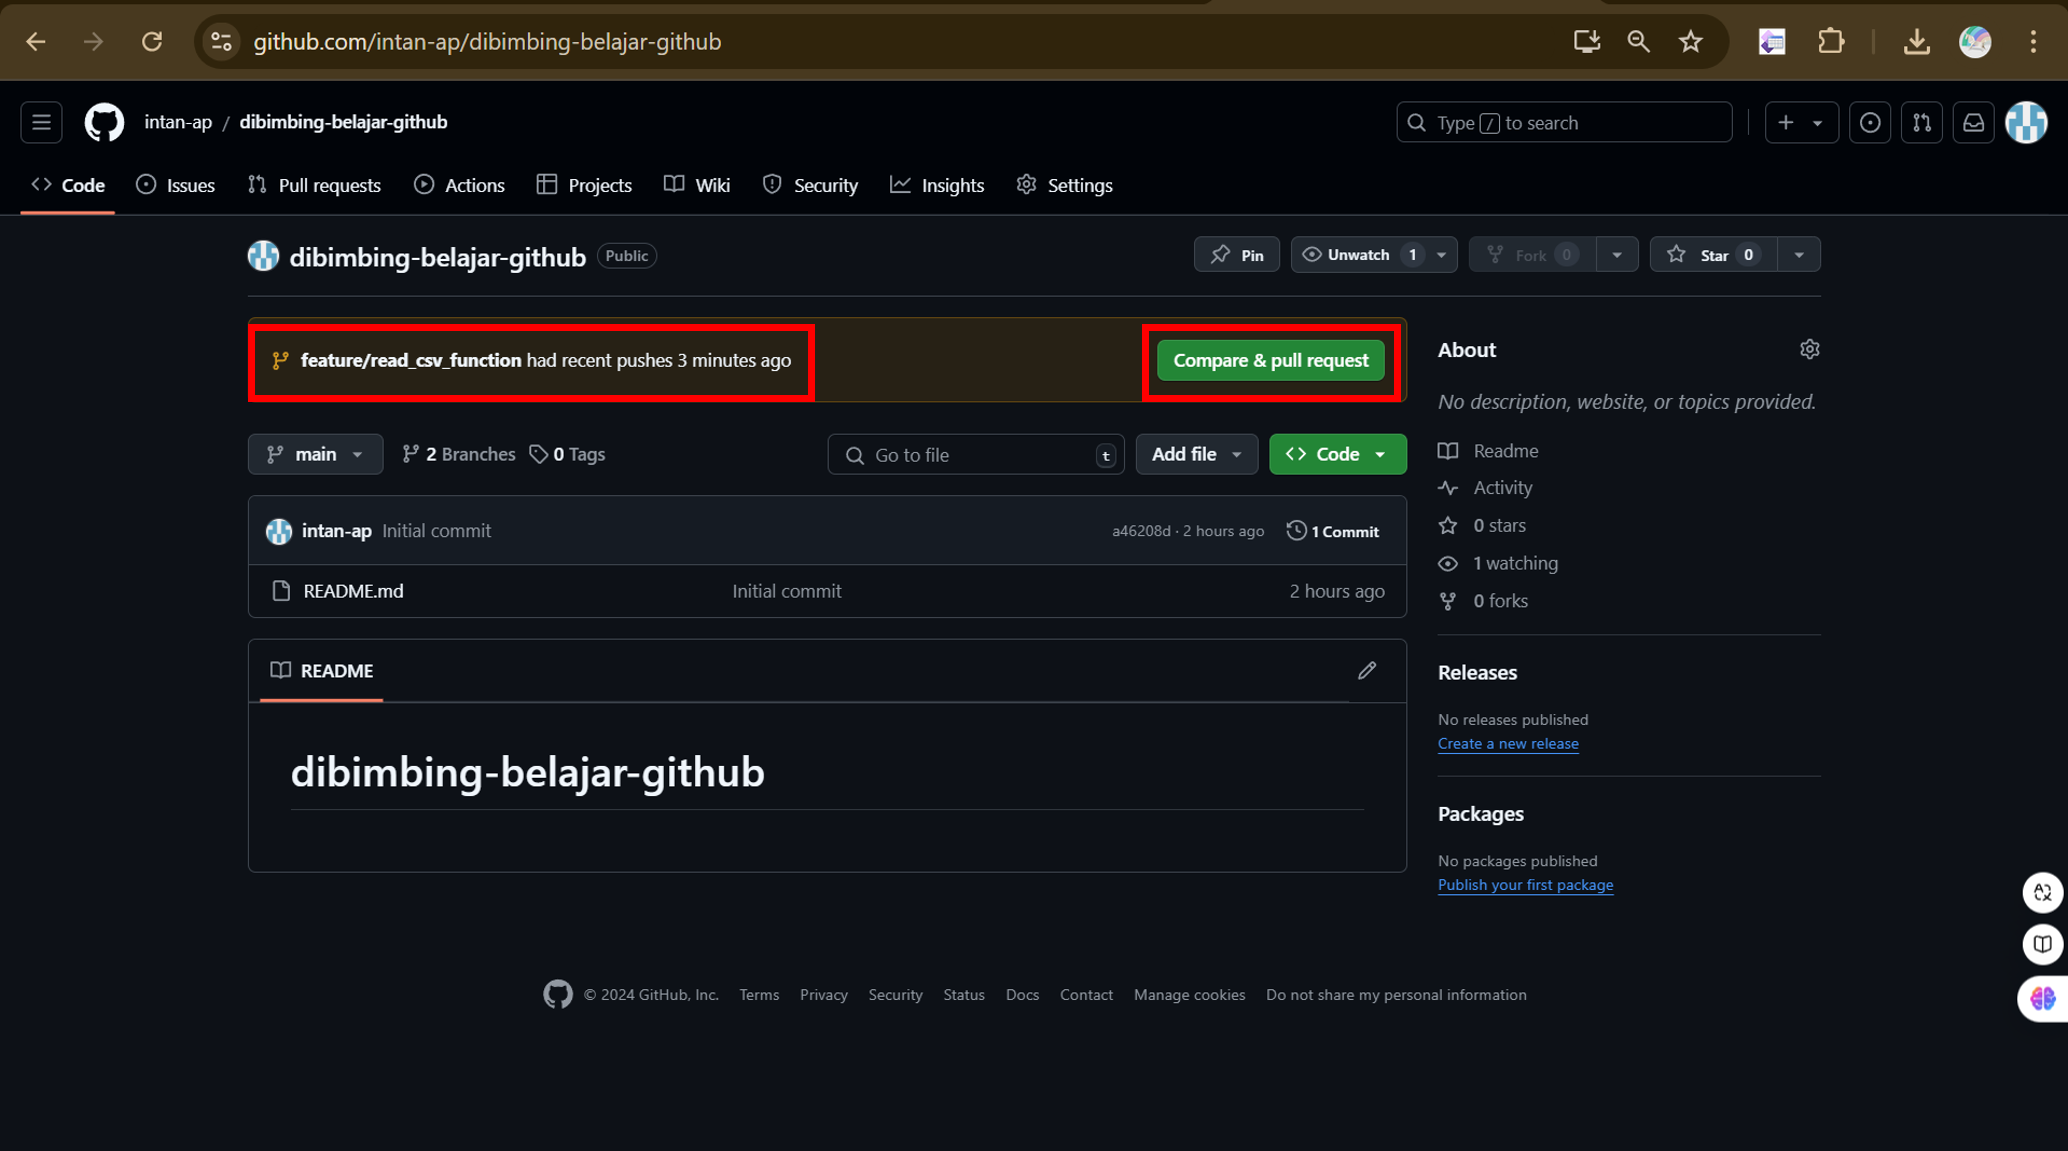 github.com/intan-ap/dibimbing-belajar-github
intan-ap / dibimbing-belajar-github
Type / to search
Code Issues Pull requests Actions Projects Wiki Security Insights Settings
dibimbing-belajar-github Public
Pin Unwatch 1 Fork 0 Star 0
feature/read_csv_function had recent pushes 3 minutes ago
Compare & pull request
main 2 Branches 0 Tags
Go to file t Add file <> Code
intan-ap Initial commit a46208d · 2 hours ago 1 Commit
README.md Initial commit 2 hours ago
README
dibimbing-belajar-github
About
No description, website, or topics provided.
Readme
Activity
0 stars
1 watching
0 forks
Releases
No releases published
Create a new release
Packages
No packages published
Publish your first package
© 2024 GitHub, Inc. Terms Privacy Security Status Docs Contact Manage cookies Do not share my personal information